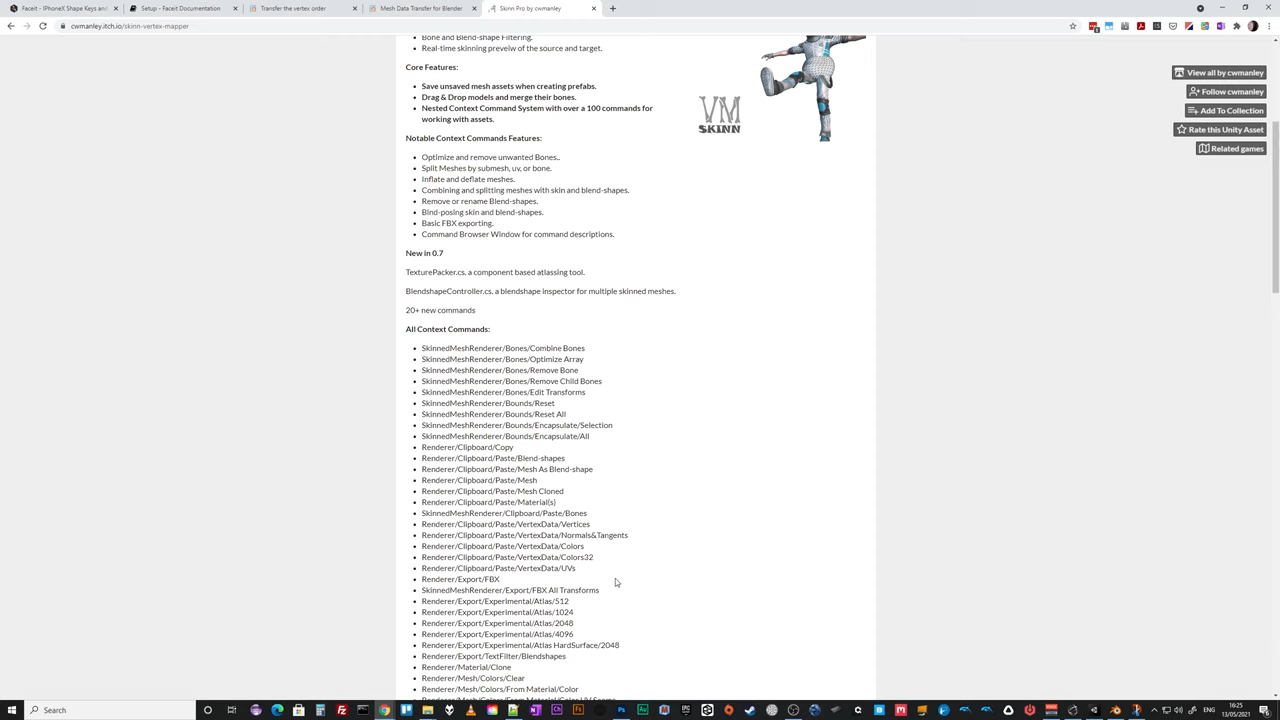 Faceit - IPhoneX Shape Keys and
Setup - Faceit Documentation
Transfer the vertex order
Mesh Data Transfer for Blender
Skinn Pro by cwmanley
cwmanley.itch.io/skinn-vertex-mapper
Bone and Blend-shape Filtering.
Real-time skinning preveiw of the source and target.
Core Features:
Save unsaved mesh assets when creating prefabs.
Drag & Drop models and merge their bones.
Nested Context Command System with over a 100 commands for
working with assets.
VM
SKINN
Notable Context Commands Features:
Optimize and remove unwanted Bones..
Split Meshes by submesh, uv, or bone.
Inflate and deflate meshes.
Combining and splitting meshes with skin and blend-shapes.
Remove or rename Blend-shapes.
Bind-posing skin and blend-shapes.
Basic FBX exporting.
Command Browser Window for command descriptions.
New in 0.7
TexturePacker.cs. a component based atlassing tool.
BlendshapeController.cs. a blendshape inspector for multiple skinned meshes.
20+ new commands
All Context Commands:
SkinnedMeshRenderer/Bones/Combine Bones
SkinnedMeshRenderer/Bones/Optimize Array
SkinnedMeshRenderer/Bones/Remove Bone
SkinnedMeshRenderer/Bones/Remove Child Bones
SkinnedMeshRenderer/Bones/Edit Transforms
SkinnedMeshRenderer/Bounds/Reset
SkinnedMeshRenderer/Bounds/Reset All
SkinnedMeshRenderer/Bounds/Encapsulate/Selection
SkinnedMeshRenderer/Bounds/Encapsulate/All
Renderer/Clipboard/Copy
Renderer/Clipboard/Paste/Blend-shapes
Renderer/Clipboard/Paste/Mesh As Blend-shape
Renderer/Clipboard/Paste/Mesh
Renderer/Clipboard/Paste/Mesh Cloned
Renderer/Clipboard/Paste/Material(s)
SkinnedMeshRenderer/Clipboard/Paste/Bones
Renderer/Clipboard/Paste/VertexData/Vertices
Renderer/Clipboard/Paste/VertexData/Normals&Tangents
Renderer/Clipboard/Paste/VertexData/Colors
Renderer/Clipboard/Paste/VertexData/Colors32
Renderer/Clipboard/Paste/VertexData/UVs
Renderer/Export/FBX
SkinnedMeshRenderer/Export/FBX All Transforms
Renderer/Export/Experimental/Atlas/512
Renderer/Export/Experimental/Atlas/1024
Renderer/Export/Experimental/Atlas/2048
Renderer/Export/Experimental/Atlas/4096
Renderer/Export/Experimental/Atlas HardSurface/2048
Renderer/Export/TextFilter/Blendshapes
Renderer/Material/Clone
Renderer/Mesh/Colors/Clear
Renderer/Mesh/Colors/From Material/Color
View all by cwmanley
Follow cwmanley
Add To Collection
Rate this Unity Asset
Related games
Search
16:25
13/05/2021